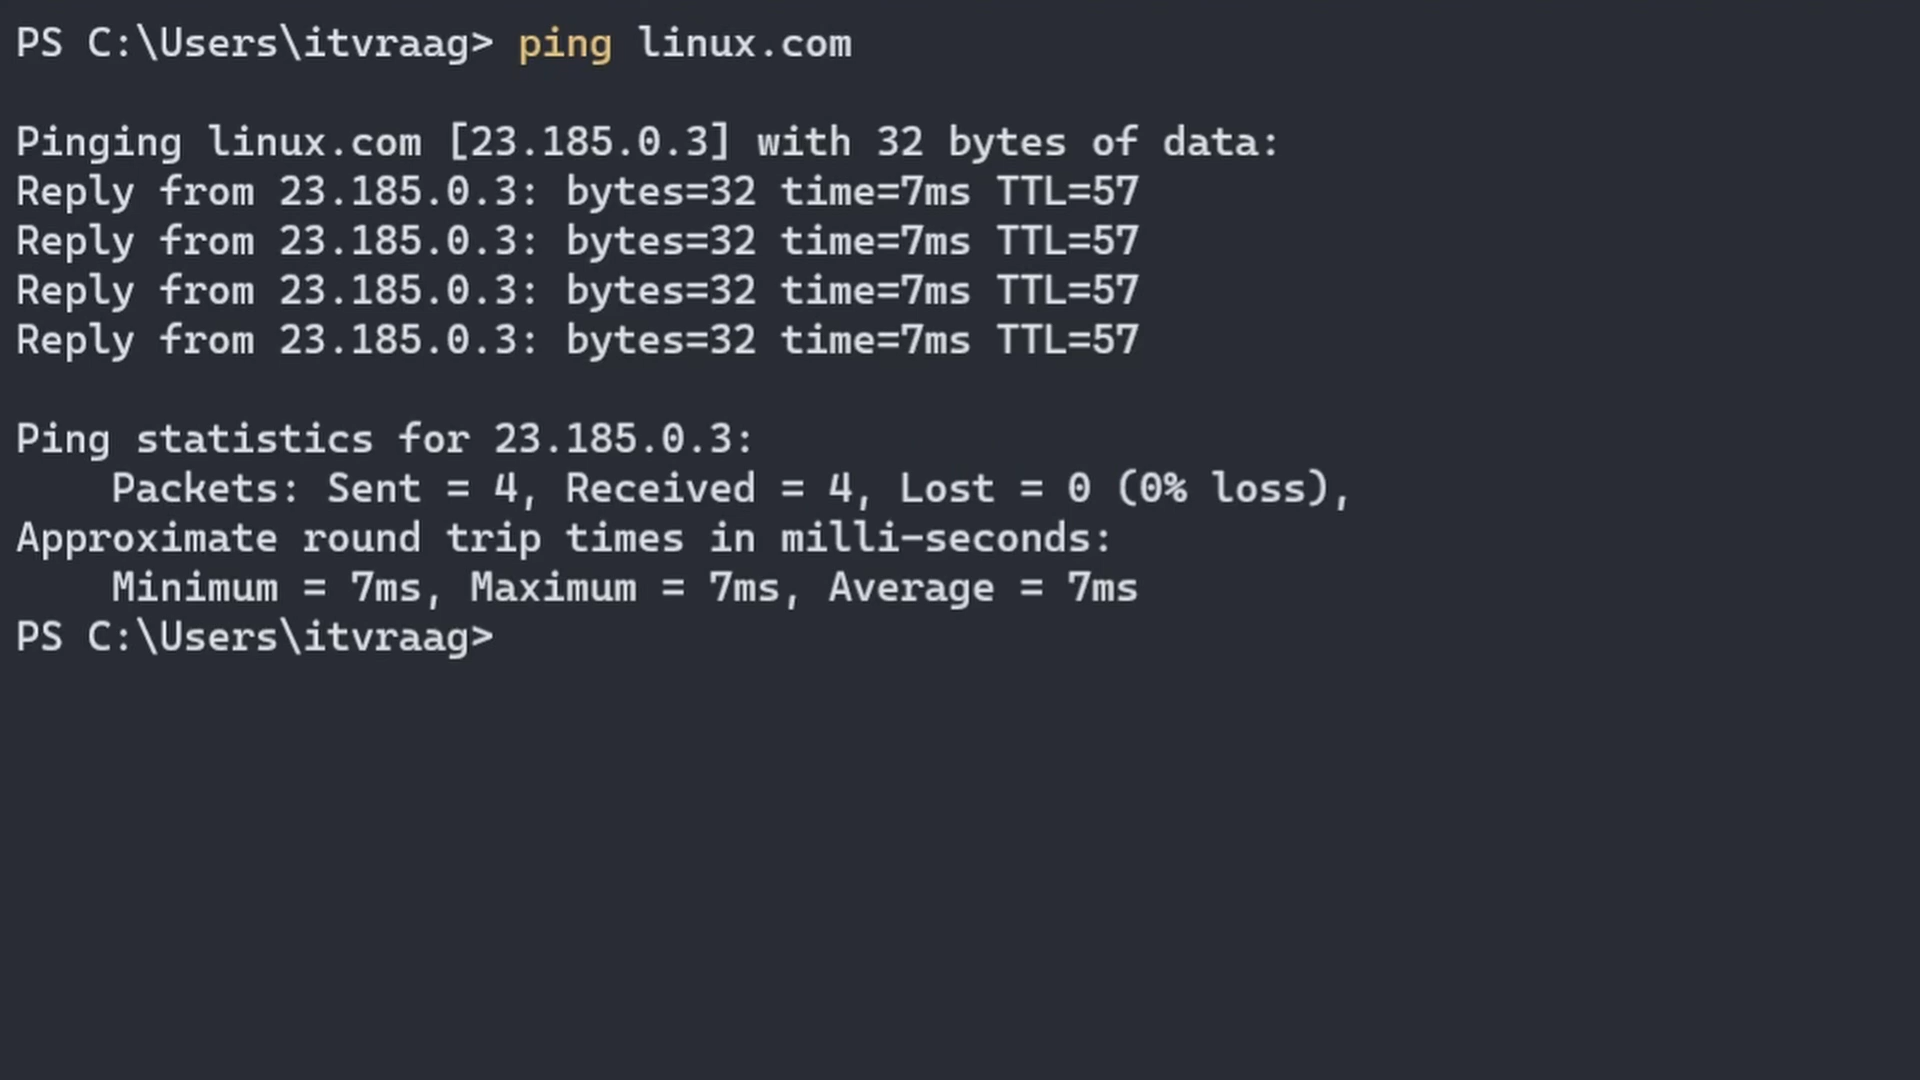 PS C:\Users\itvraag> ping linux.com
Pinging linux.com [23.185.0.3] with 32 bytes of data:
Reply from 23.185.0.3: bytes=32 time=7ms TTL=57
Reply from 23.185.0.3: bytes=32 time=7ms TTL=57
Reply from 23.185.0.3: bytes=32 time=7ms TTL=57
Reply from 23.185.0.3: bytes=32 time=7ms TTL=57
Ping statistics for 23.185.0.3:
    Packets: Sent = 4, Received = 4, Lost = 0 (0% loss),
Approximate round trip times in milli-seconds:
    Minimum = 7ms, Maximum = 7ms, Average = 7ms
PS C:\Users\itvraag>